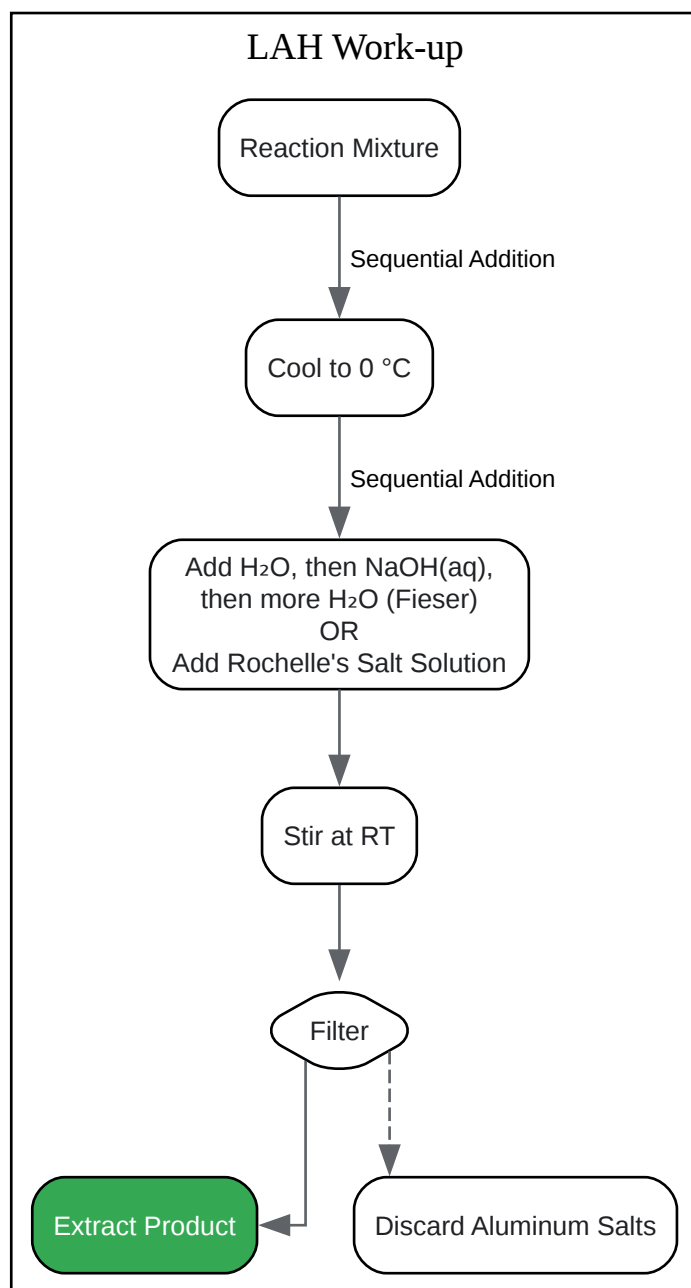 LAH Work-up
Reaction Mixture
Sequential Addition
Cool to 0 °C
Sequential Addition
Add H₂O, then NaOH(aq),
then more H₂O (Fieser)
OR
Add Rochelle's Salt Solution
Stir at RT
Filter
Extract Product
Discard Aluminum Salts